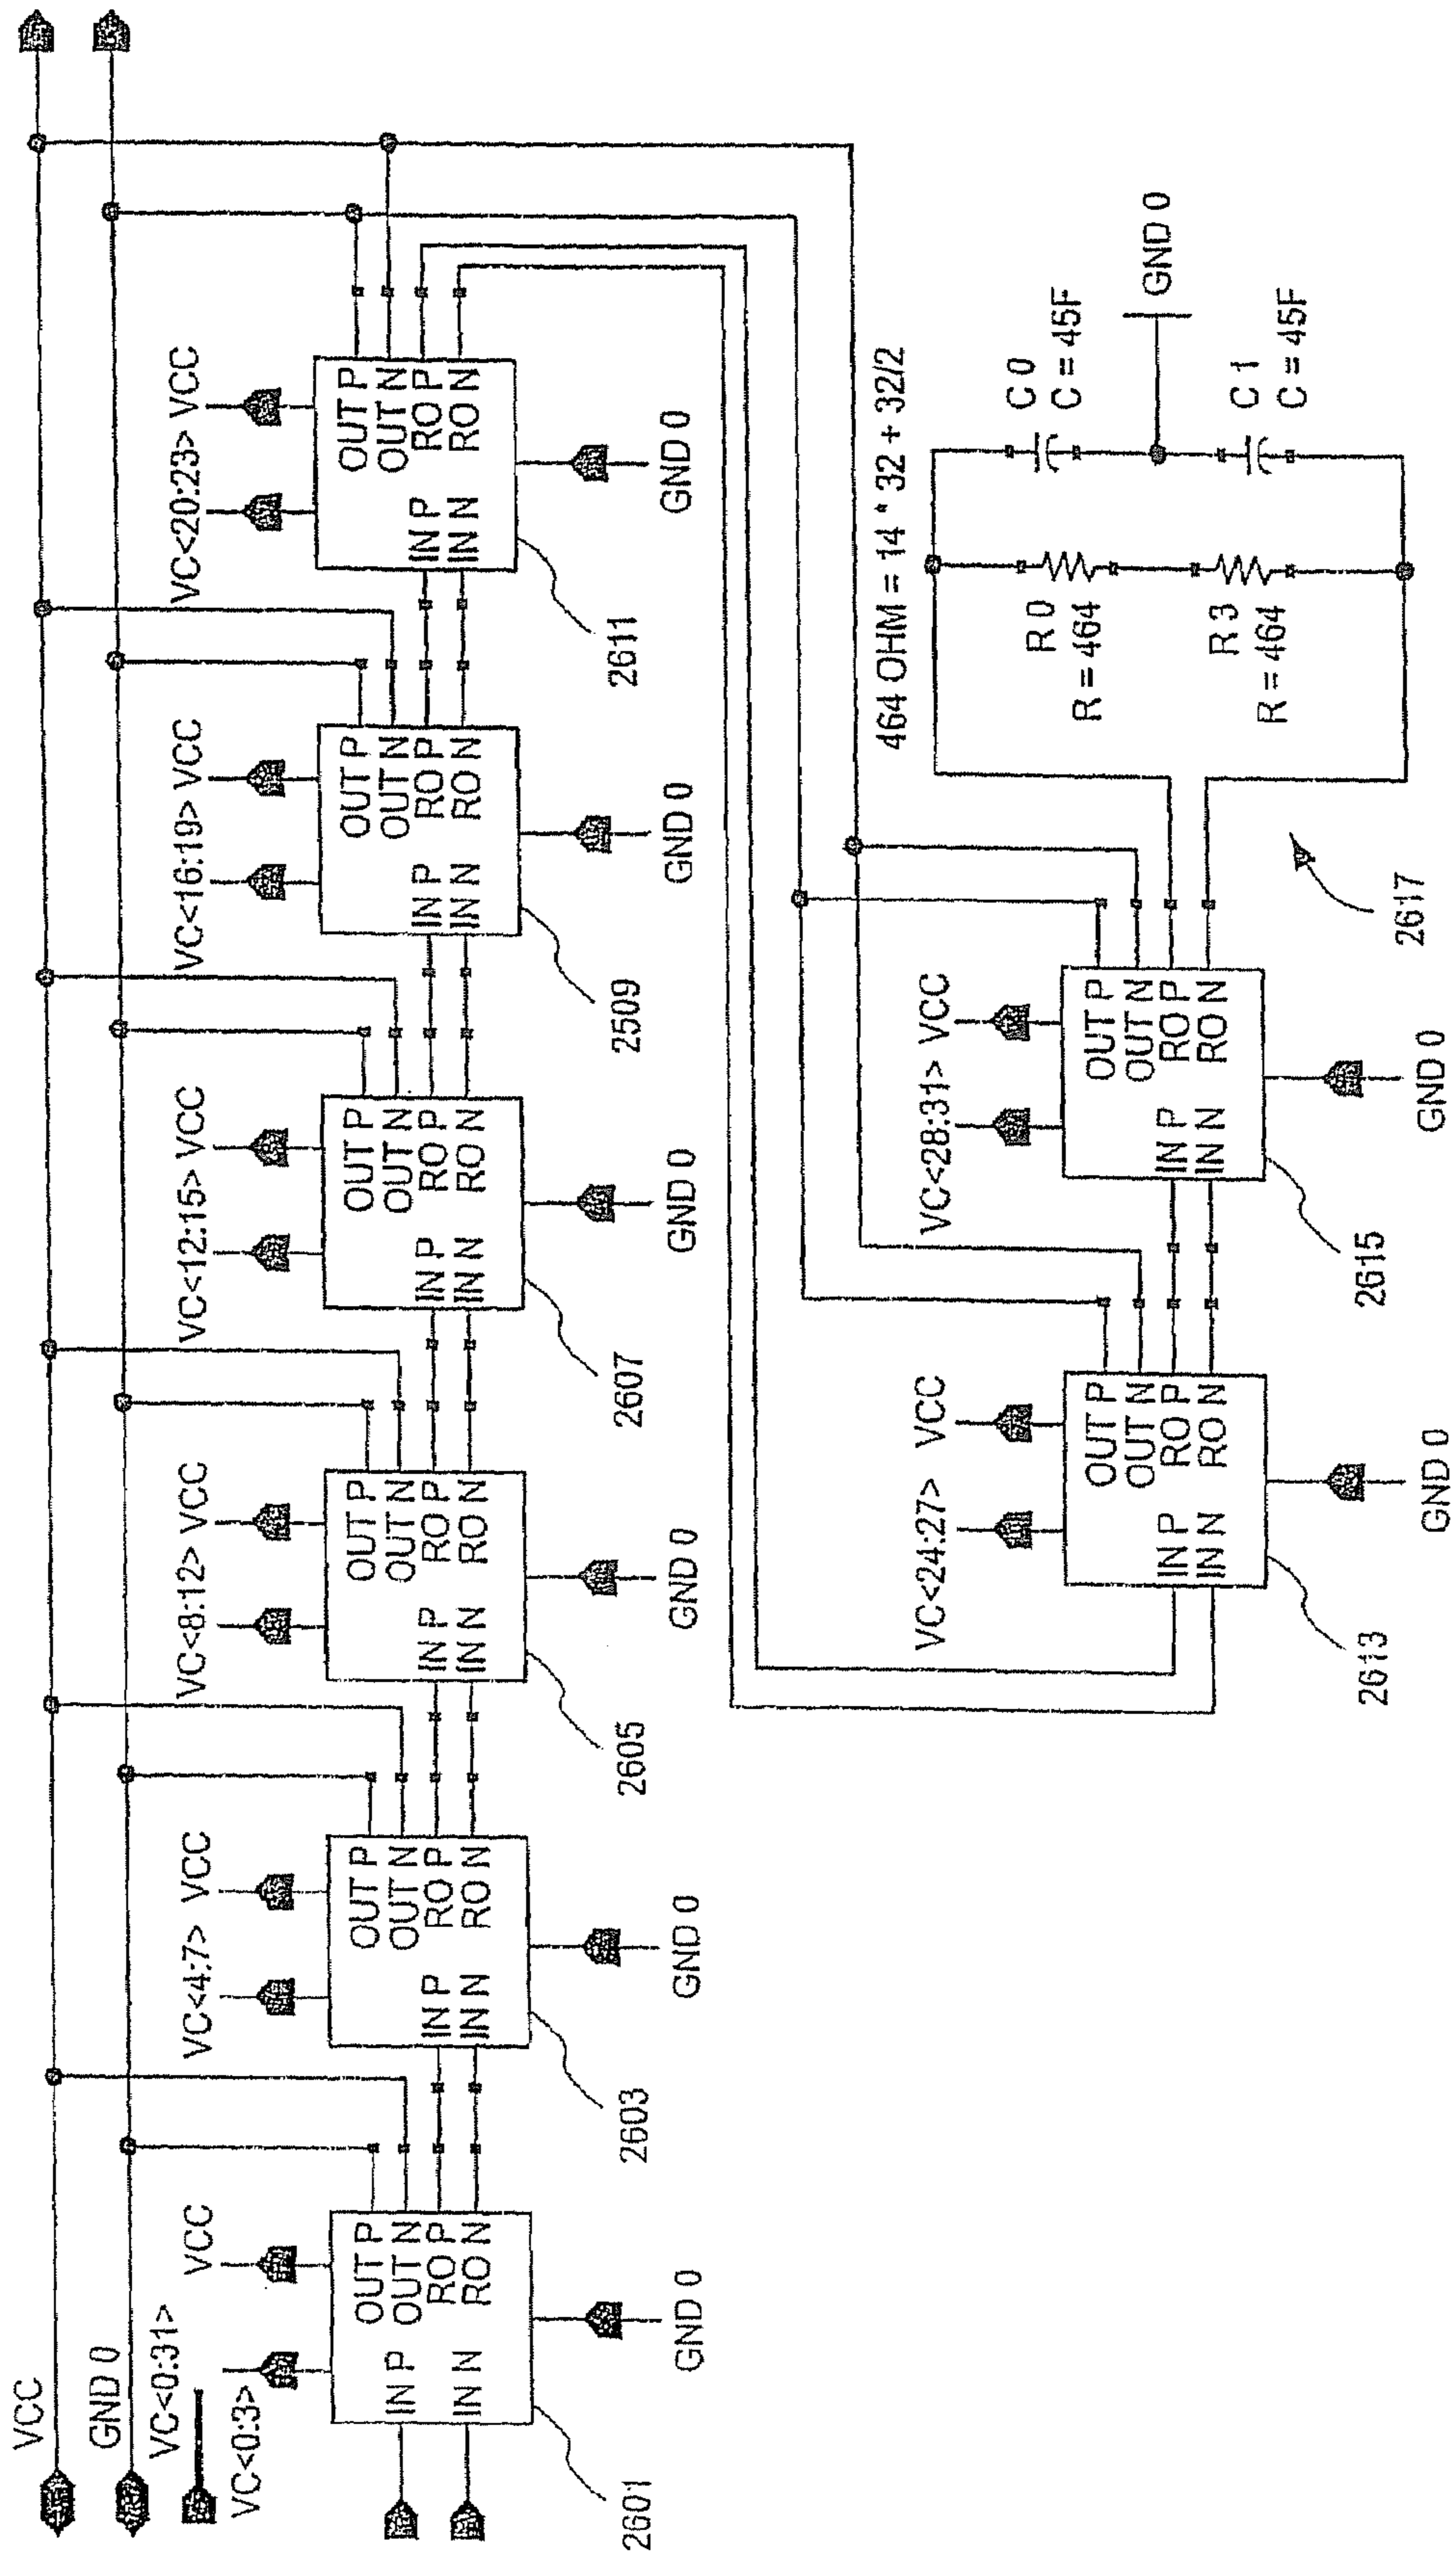 VCC
GND 0
VC<0:31>
VC<0:3>
VCC
IN P
IN N
OUT P
OUT N
RO P
RO N
GND 0
2601
VC<4:7>
VCC
IN P
IN N
OUT P
OUT N
RO P
RO N
GND 0
2603
VC<8:12>
VCC
IN P
IN N
OUT P
OUT N
RO P
RO N
GND 0
2605
VC<12:15>
VCC
IN P
IN N
OUT P
OUT N
RO P
RO N
GND 0
2607
VC<16:19>
VCC
IN P
IN N
OUT P
OUT N
RO P
RO N
GND 0
2509
VC<20:23>
VCC
IN P
IN N
OUT P
OUT N
RO P
RO N
GND 0
2611
VC<24:27>
VCC
IN P
IN N
OUT P
OUT N
RO P
RO N
GND 0
2613
VC<28:31>
VCC
IN P
IN N
OUT P
OUT N
RO P
RO N
GND 0
2615
464 OHM = 14 * 32 + 32/2
R 0
R = 464
R 3
R = 464
C 0
C = 45F
C 1
C = 45F
GND 0
2617